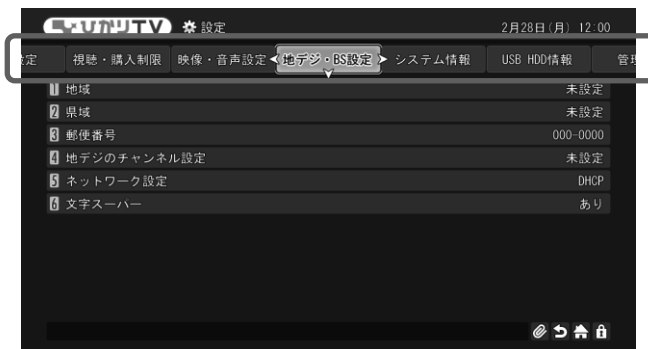 ひかりTV 設定 2月28日(月) 12:00
設定 視聴・購入制限 映像・音声設定 地デジ・BS設定 システム情報 USB HDD情報 管理
1 地域 未設定
2 県域 未設定
3 郵便番号 000-0000
4 地デジのチャンネル設定 未設定
5 ネットワーク設定 DHCP
6 文字スーパー あり